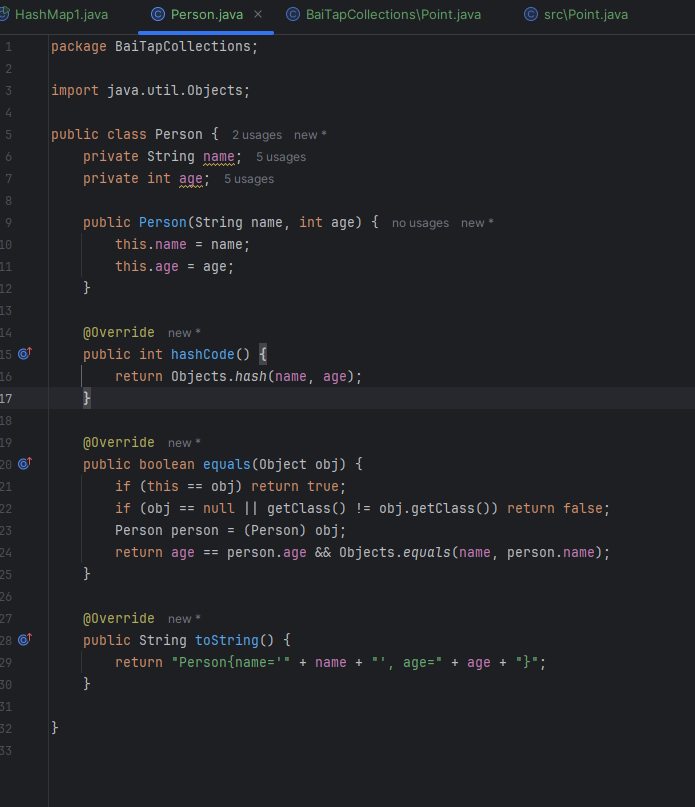 HashMap1.java Person.java BaiTapCollections\Point.java src\Point.java
1 package BaiTapCollections;
2
3 import java.util.Objects;
4
5 public class Person { 2 usages new *
6 private String name; 5 usages
7 private int age; 5 usages
8
9 public Person(String name, int age) { no usages new *
10 this.name = name;
11 this.age = age;
12 }
13
14 @Override new *
15 public int hashCode() {
16 return Objects.hash(name, age);
17 }
18
19 @Override new *
20 public boolean equals(Object obj) {
21 if (this == obj) return true;
22 if (obj == null || getClass() != obj.getClass()) return false;
23 Person person = (Person) obj;
24 return age == person.age && Objects.equals(name, person.name);
25 }
26
27 @Override new *
28 public String toString() {
29 return "Person{name='" + name + "', age=" + age + "}";
30 }
31
32 }
33